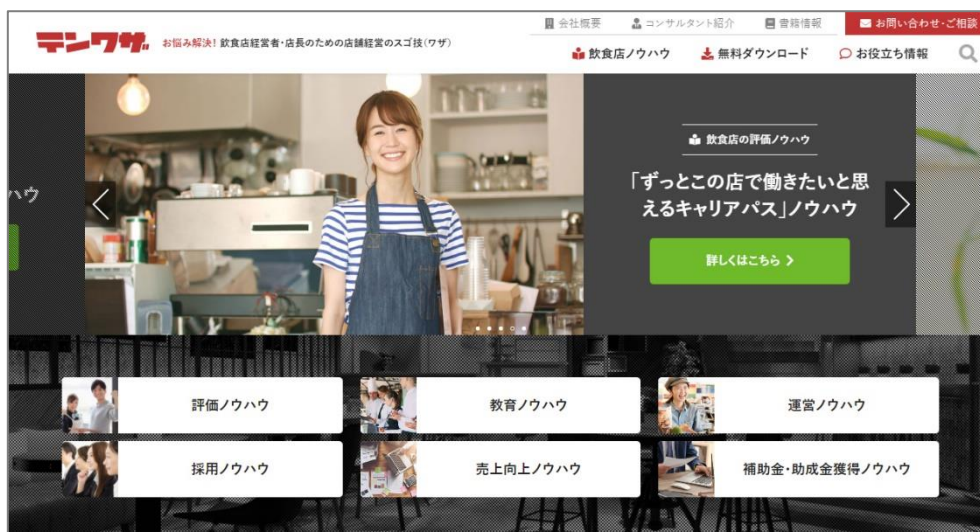 会社概要
コンサルタント紹介
書籍情報
お問い合わせ・ご相談
テンワザ
お悩み解決! 飲食店経営者・店長のための店舗経営のスゴ技(ワザ)
飲食店ノウハウ
無料ダウンロード
お役立ち情報
ハウ
飲食店の評価ノウハウ
「ずっとこの店で働きたいと思
えるキャリアパス」ノウハウ
詳しくはこちら
評価ノウハウ
教育ノウハウ
運営ノウハウ
採用ノウハウ
売上向上ノウハウ
補助金・助成金獲得ノウハウ